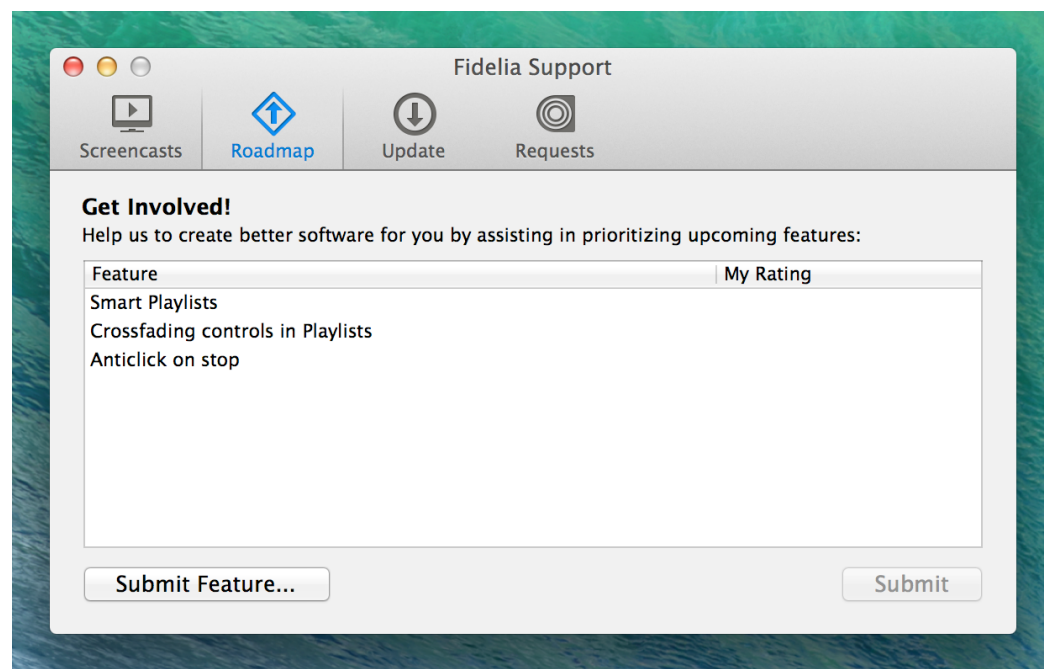 Fidelia Support
Screencasts
Roadmap
Update
Requests
Get Involved!
Help us to create better software for you by assisting in prioritizing upcoming features:
Feature
My Rating
Smart Playlists
Crossfading controls in Playlists
Anticlick on stop
Submit Feature...
Submit